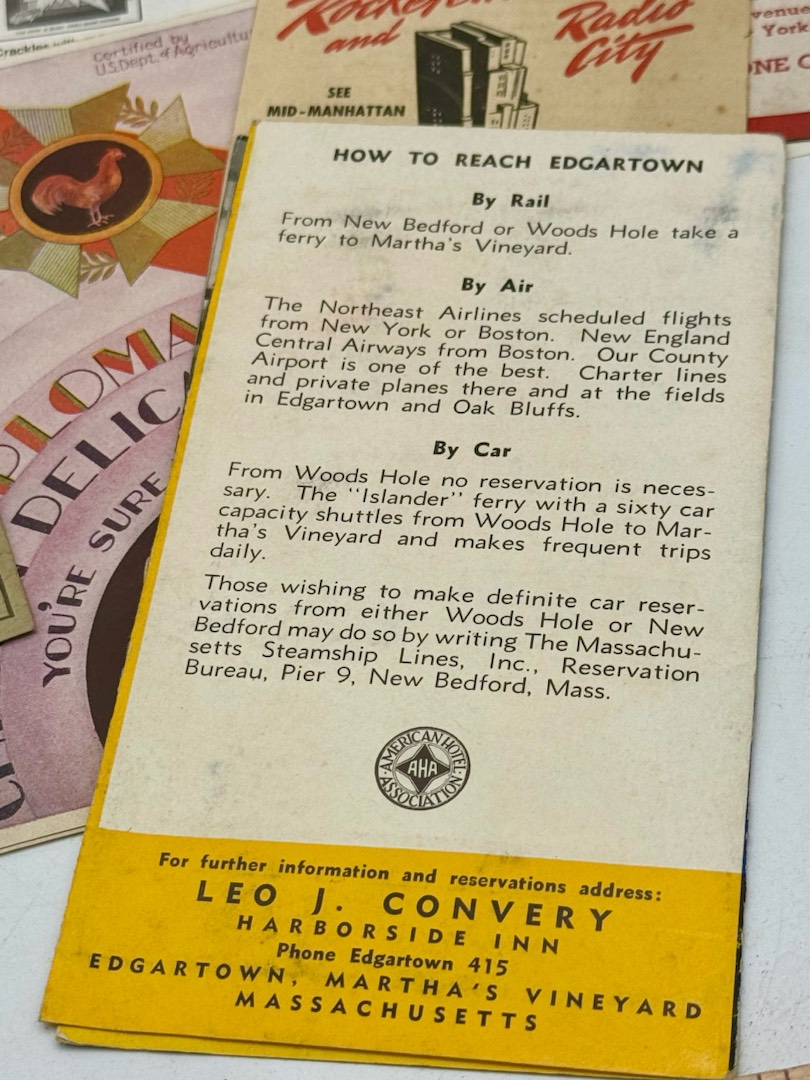 Certified by
U.S. Dept. of Agricultu
and
Radio
City
SEE
MID-MANHATTAN
venue
York
ONE
HOW TO REACH EDGARTOWN
By Rail
From New Bedford or Woods Hole take a
ferry to Martha's Vineyard.
By Air
The Northeast Airlines scheduled flights
from New York or Boston. New England
Central Airways from Boston. Our County
Airport is one of the best. Charter lines
and private planes there and at the fields
in Edgartown and Oak Bluffs.
By Car
From Woods Hole no reservation is neces-
sary. The "Islander" ferry with a sixty car
capacity shuttles from Woods Hole to Mar-
tha's Vineyard and makes frequent trips
daily.
Those wishing to make definite car reser-
vations from either Woods Hole or New
Bedford may do so by writing The Massachu-
setts Steamship Lines, Inc., Reservation
Bureau, Pier 9, New Bedford, Mass.
AMERICAN HOTEL
AHA
ASSOCIATION
For further information and reservations address:
LEO J. CONVERY
HARBORSIDE INN
Phone Edgartown 415
EDGARTOWN, MARTHA'S VINEYARD
MASSACHUSETTS
PLOMA
DELICA
YOU'RE SURE